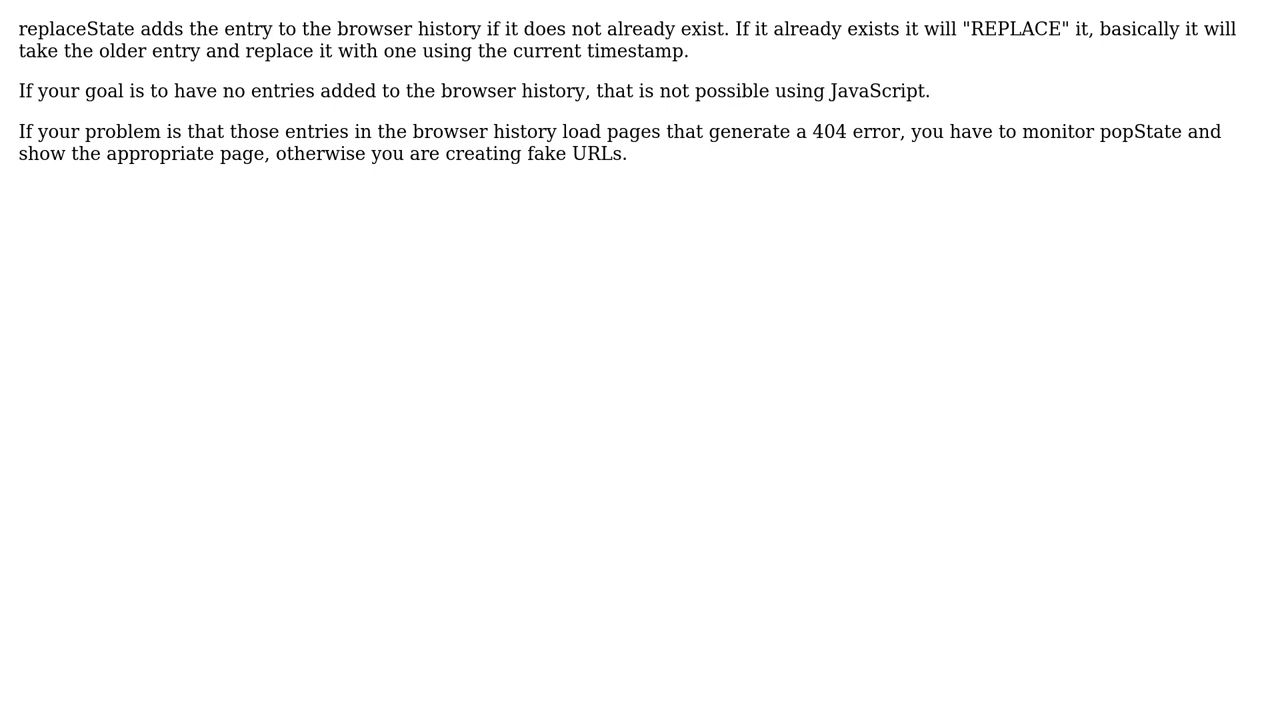 replaceState adds the entry to the browser history if it does not already exist. If it already exists it will "REPLACE" it, basically it will
take the older entry and replace it with one using the current timestamp.
If your goal is to have no entries added to the browser history, that is not possible using JavaScript.
If your problem is that those entries in the browser history load pages that generate a 404 error, you have to monitor popState and
show the appropriate page, otherwise you are creating fake URLs.